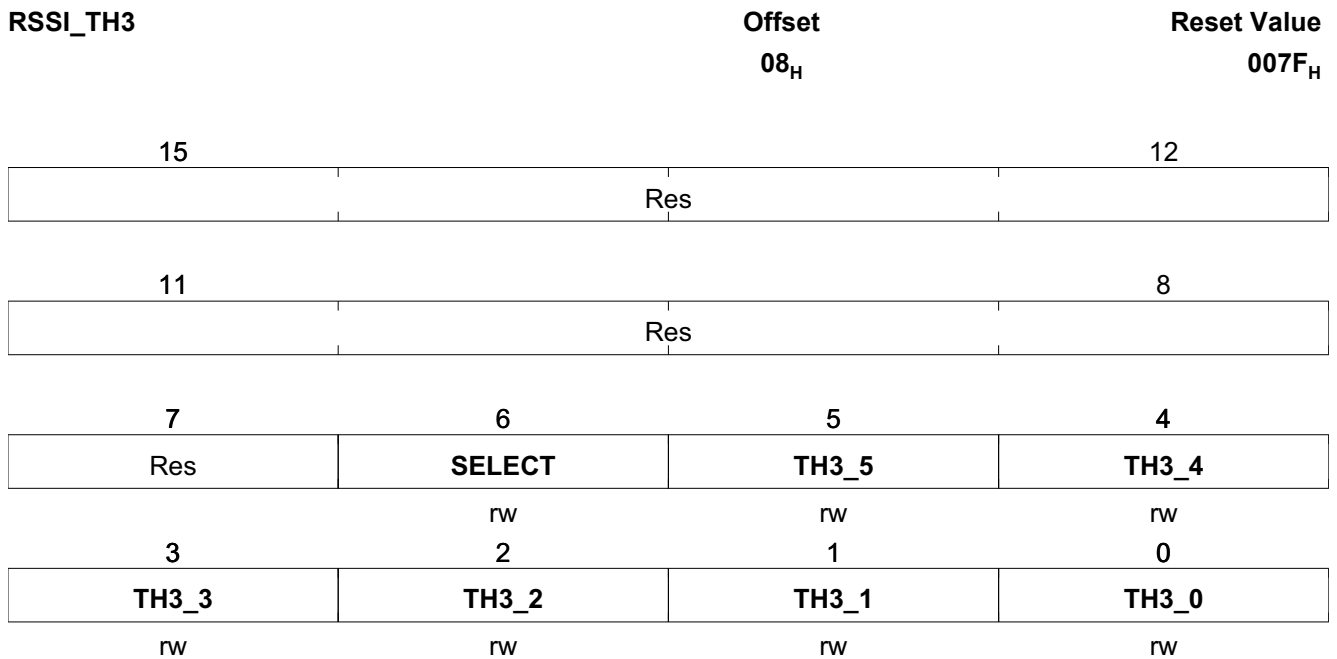 RSSI_TH3 Offset Reset Value
08H 007FH
15 12
Res
11 8
Res
7 6 5 4
Res SELECT TH3_5 TH3_4
rw rw rw
3 2 1 0
TH3_3 TH3_2 TH3_1 TH3_0
rw rw rw rw